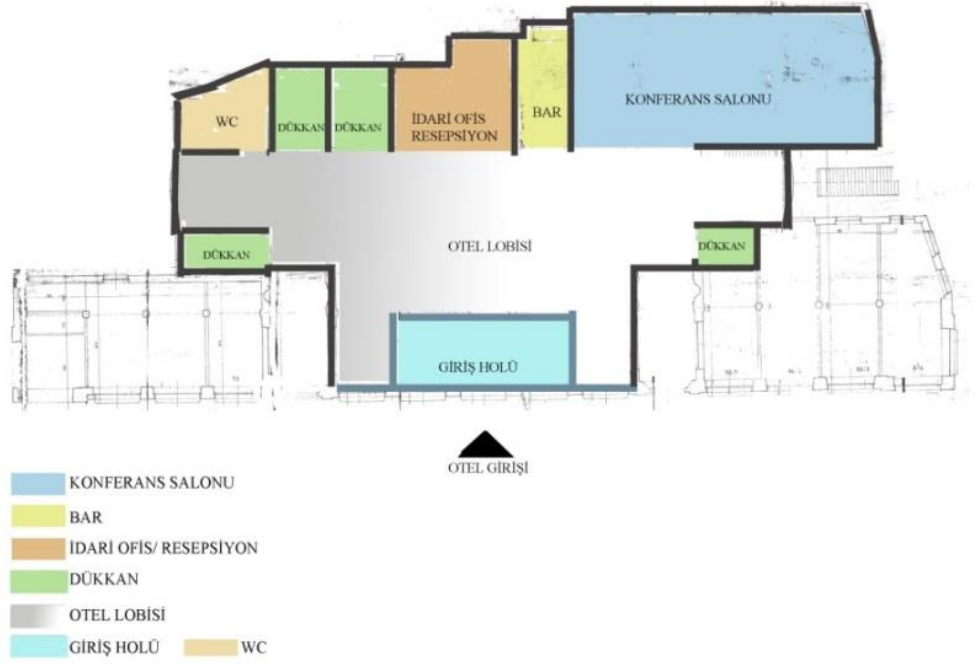 KONFERANS SALONU
BAR
WC
DÜKKAN
DÜKKAN
İDARİ OFİS
RESEPSİYON
OTEL LOBİSİ
DÜKKAN
DÜKKAN
GİRİŞ HOLÜ
OTEL GİRİŞİ
KONFERANS SALONU
BAR
İDARİ OFİS/ RESEPSİYON
DÜKKAN
OTEL LOBİSİ
GİRİŞ HOLÜ
WC